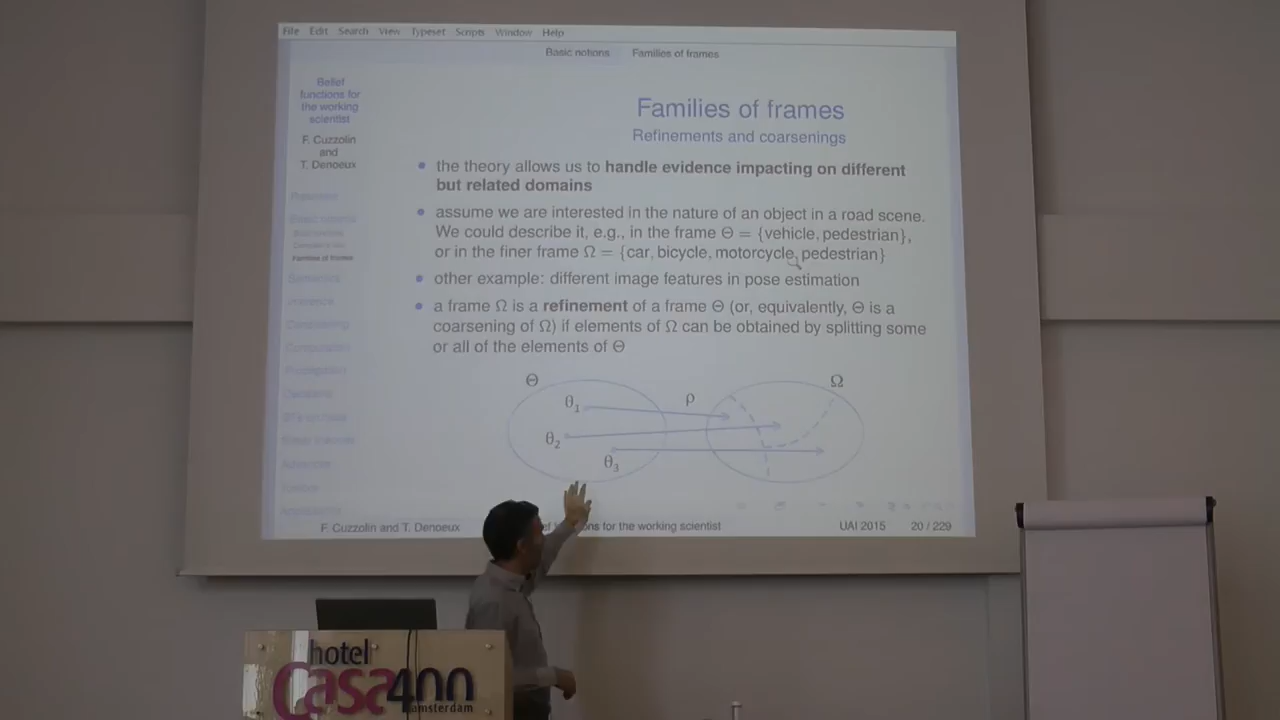 File Edit Search View Typeset Scripts Window Help
Basic notions Families of frames
Belief
functions for
the working
scientist
F. Cuzzolin
and
T. Denoeux
Families of frames
Families of frames
Refinements and coarsenings
• the theory allows us to handle evidence impacting on different
but related domains
• assume we are interested in the nature of an object in a road scene.
We could describe it, e.g., in the frame Θ = {vehicle, pedestrian},
or in the finer frame Ω = {car, bicycle, motorcycle, pedestrian}
• other example: different image features in pose estimation
• a frame Ω is a refinement of a frame Θ (or, equivalently, Θ is a
coarsening of Ω) if elements of Ω can be obtained by splitting some
or all of the elements of Θ
Θ ρ Ω
θ1
θ2
θ3
F. Cuzzolin and T. Denoeux for the working scientist UAI 2015 20 / 229
hotel
Casa400
amsterdam